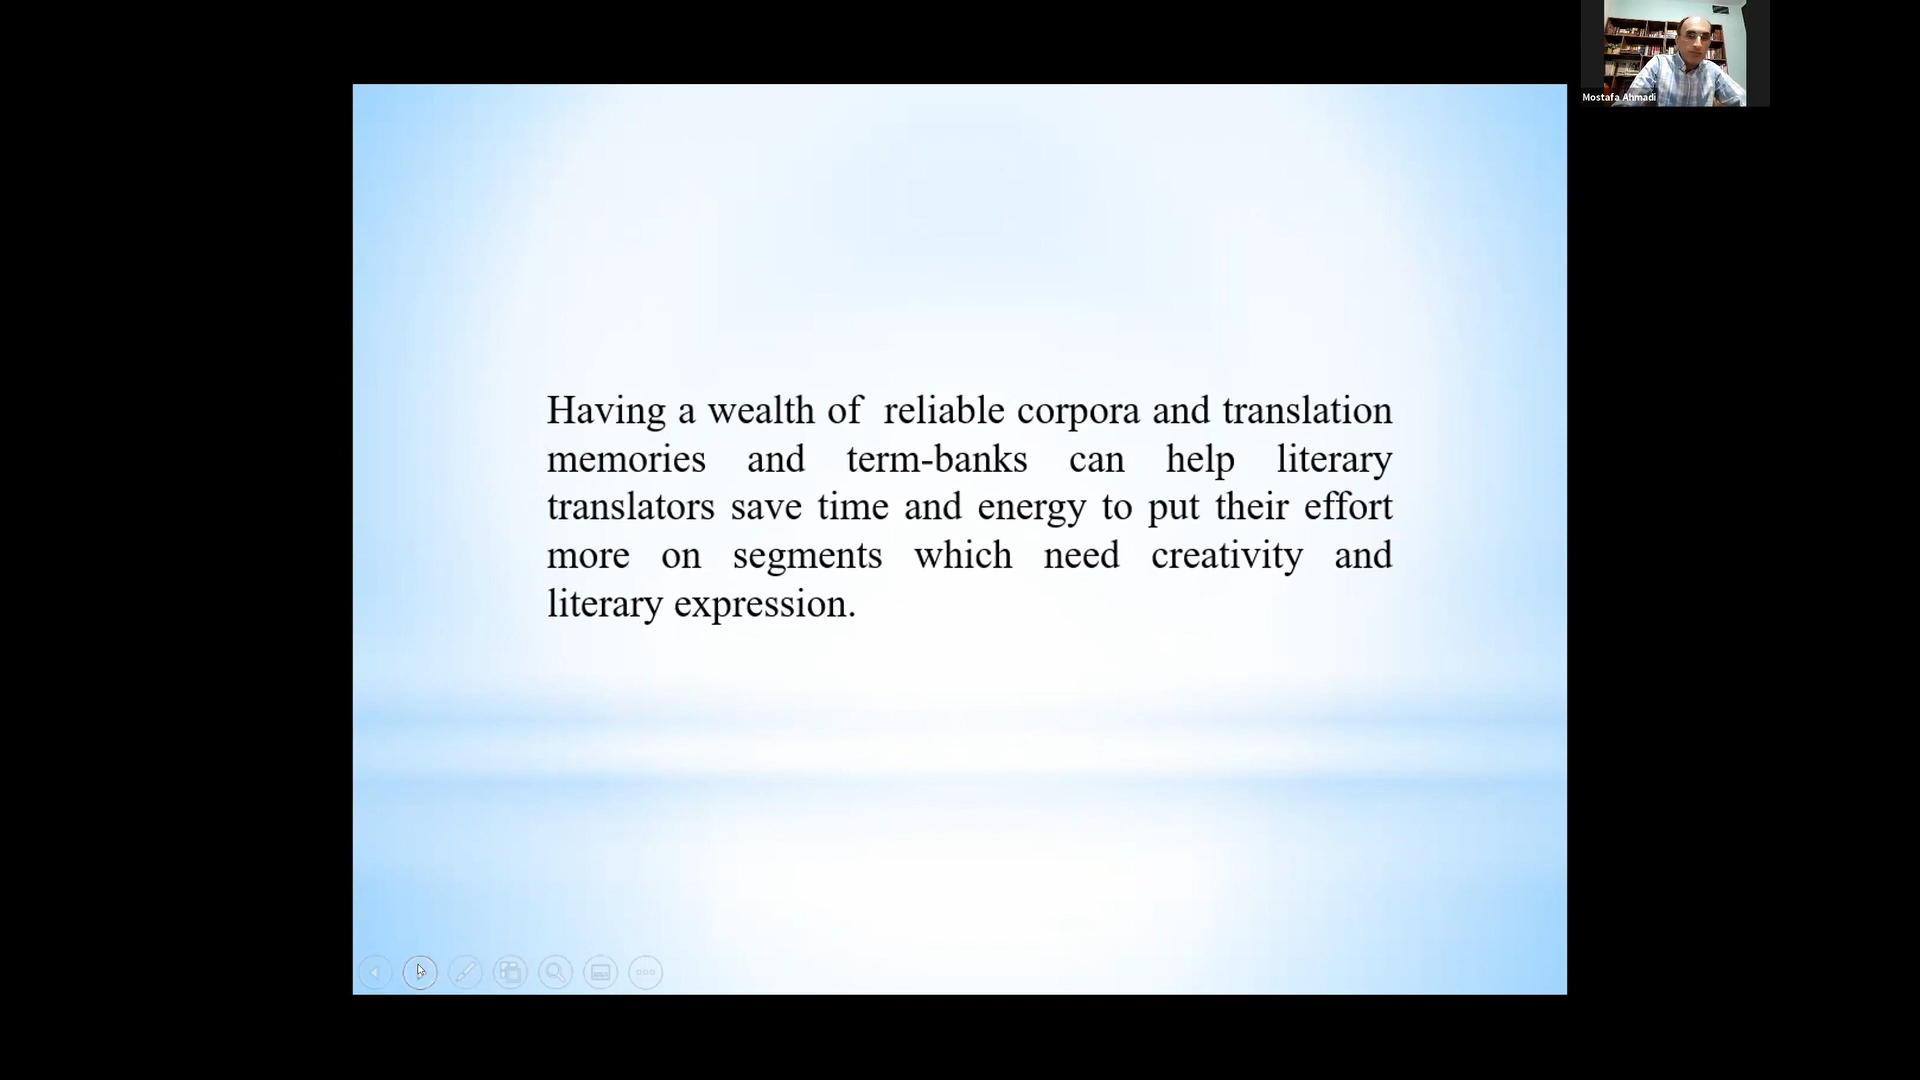 Mostafa Ahmadi
Having a wealth of  reliable corpora and translation
memories and term-banks can help literary
translators save time and energy to put their effort
more on segments which need creativity and
literary expression.